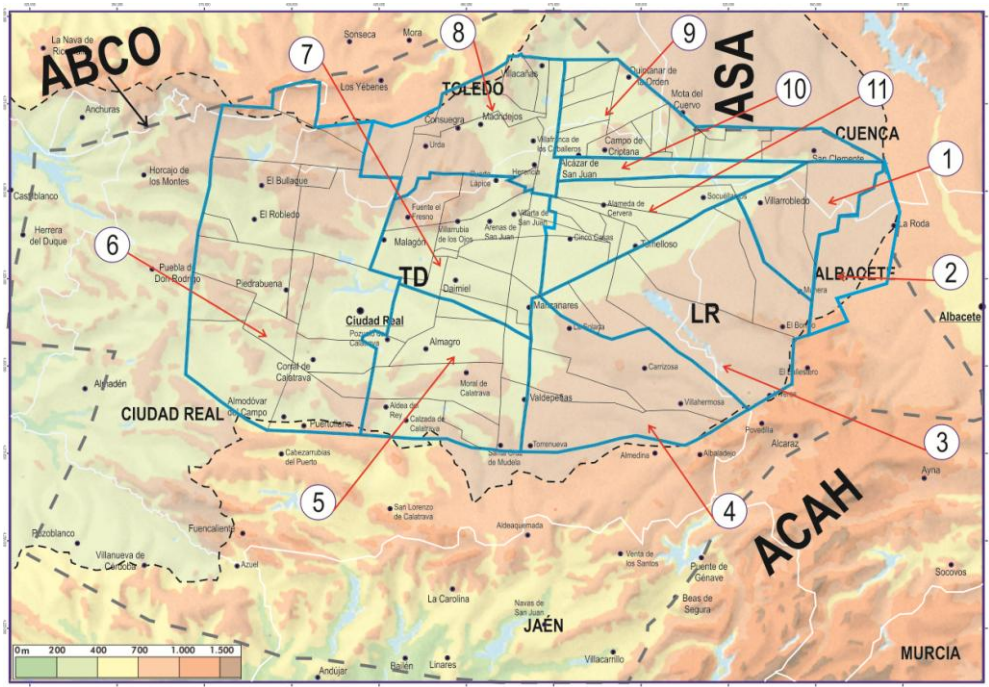 La Nava de
Sonseca
Mora
ABCO
7
8
9
10
11
Los Yébenes
TOLEDO
Villacañas
Quintanar de
la Orden
ASA
Anchuras
Consuegra
Madridejos
Mota del
Cuervo
Urda
Villafranca de
los Caballeros
Campo de
Criptana
CUENCA
San Clemente
1
Horcajo de
los Montes
El Bullaque
Puerto
Lápice
Herencia
Alcázar de
San Juan
Castilblanco
El Robledo
Fuente el
Fresno
Villarrubia
de los Ojos
Arenas de
San Juan
Villarta de
San Juan
Alameda de
Cervera
Socuéllamos
Villarrobledo
Herrera
del Duque
6
Malagón
Cinco Casas
Tomelloso
La Roda
Puebla de
Don Rodrigo
Piedrabuena
TD
Daimiel
ALBACETE
2
Munera
Ciudad Real
Pozuelo de
Calatrava
Manzanares
La Solana
LR
El Bonillo
Albacete
Almagro
Corral de
Calatrava
Moral de
Calatrava
Carrizosa
El Ballestero
Almadén
CIUDAD REAL
Almodóvar
del Campo
Aldea del
Rey
Calzada de
Calatrava
Valdepeñas
Villahermosa
Puertollano
Povedilla
Alcaraz
3
Cabezarrubias
del Puerto
Santa Cruz
de Mudela
Torrenueva
Almedina
Albaladejo
Ayna
5
San Lorenzo
de Calatrava
4
ACAH
Pozoblanco
Fuencaliente
Aldeaquemada
Villanueva de
Córdoba
Azuel
Venta de
los Santos
Puente de
Génave
Socovos
La Carolina
Navas de
San Juan
Beas de
Segura
JAÉN
0 m 200 400 700 1.000 1.500
Andújar
Bailén
Linares
Villacarrillo
MURCIA